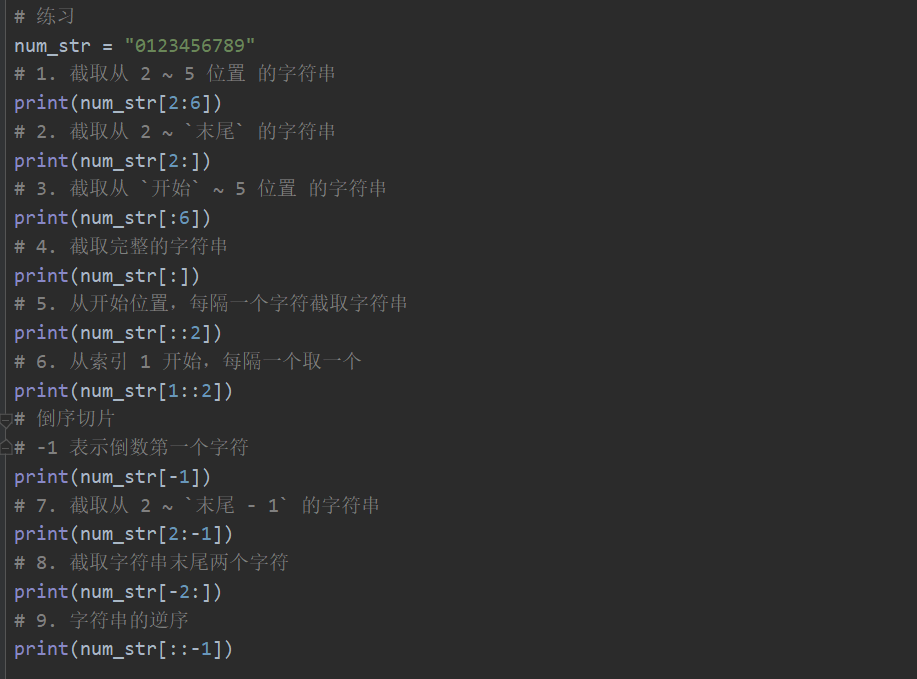 # 练习
num_str = "0123456789"
# 1. 截取从 2 ~ 5 位置 的字符串
print(num_str[2:6])
# 2. 截取从 2 ~ `末尾` 的字符串
print(num_str[2:])
# 3. 截取从 `开始` ~ 5 位置 的字符串
print(num_str[:6])
# 4. 截取完整的字符串
print(num_str[:])
# 5. 从开始位置，每隔一个字符截取字符串
print(num_str[::2])
# 6. 从索引 1 开始，每隔一个取一个
print(num_str[1::2])
# 倒序切片
# -1 表示倒数第一个字符
print(num_str[-1])
# 7. 截取从 2 ~ `末尾 - 1` 的字符串
print(num_str[2:-1])
# 8. 截取字符串末尾两个字符
print(num_str[-2:])
# 9. 字符串的逆序
print(num_str[::-1])